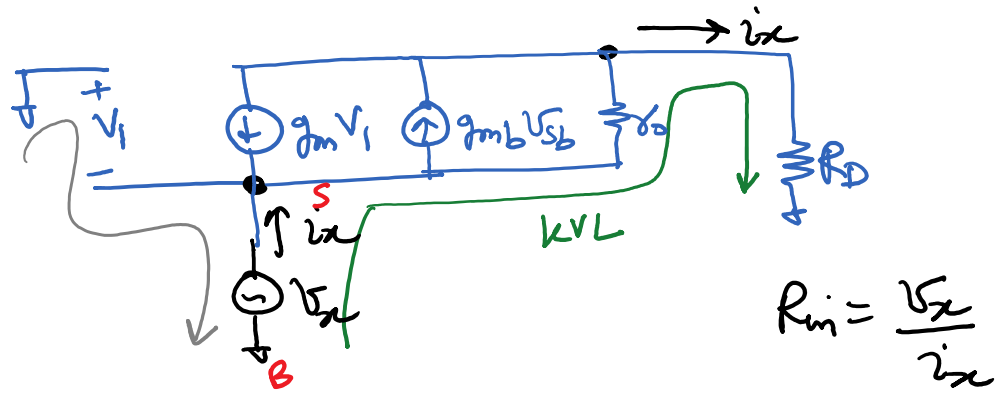 ix
+
V1
−
gmV1
gmbVsb
ro
RD
S
ix
KVL
Vx
Rin = Vx / ix
B